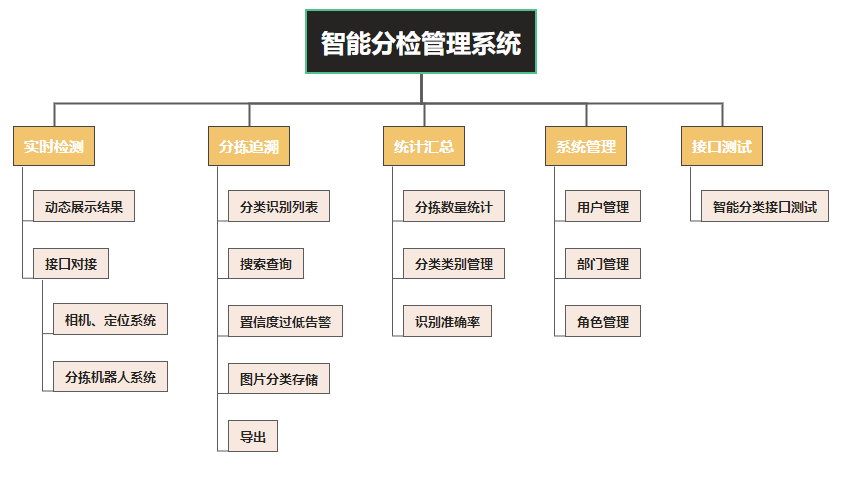 智能分检管理系统
实时检测
分拣追溯
统计汇总
系统管理
接口测试
动态展示结果
分类识别列表
分拣数量统计
用户管理
智能分类接口测试
接口对接
搜索查询
分类类别管理
部门管理
相机、定位系统
置信度过低告警
识别准确率
角色管理
分拣机器人系统
图片分类存储
导出